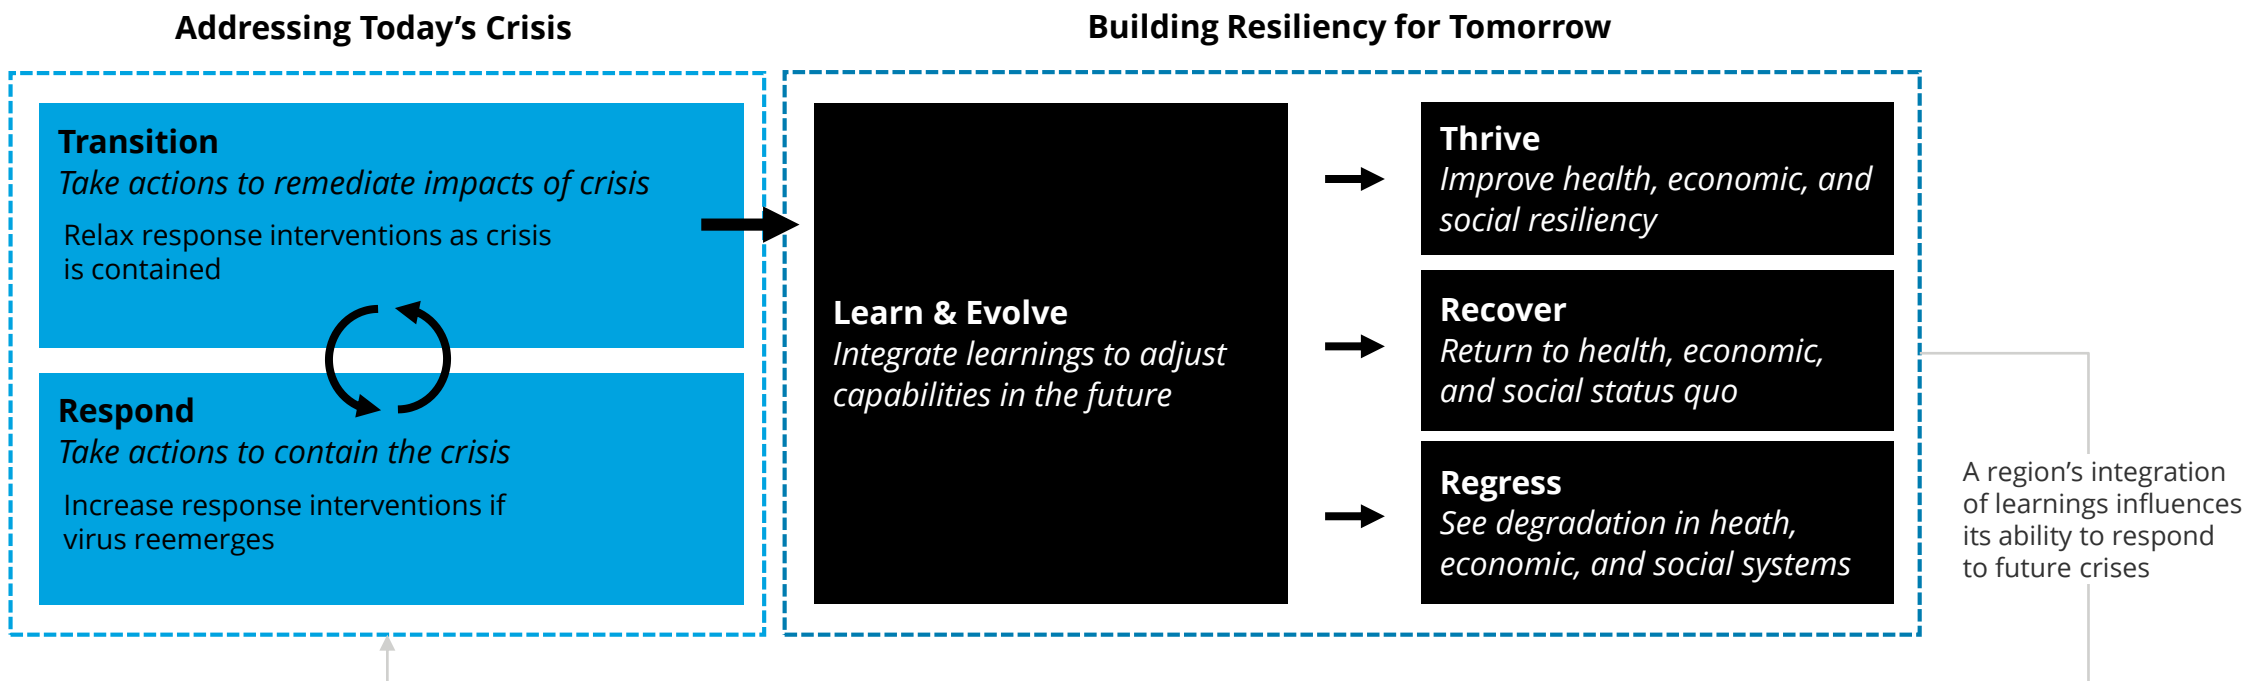 Addressing Today's Crisis
Transition
Take actions to remediate impacts of crisis
Relax response interventions as crisis
is contained
Respond
Take actions to contain the crisis
Increase response interventions if
virus reemerges
Building Resiliency for Tomorrow
Learn & Evolve
Integrate learnings to adjust
capabilities in the future
Thrive
Improve health, economic, and
social resiliency
Recover
Return to health, economic,
and social status quo
Regress
See degradation in heath,
economic, and social systems
A region's integration
of learnings influences
its ability to respond
to future crises